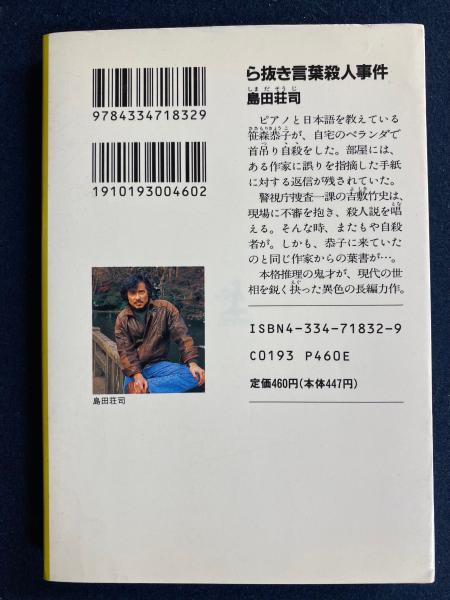 9784334718329
1910193004602
ら抜き言葉殺人事件
しまだそうじ
島田荘司
ピアノと日本語を教えている
笹森恭子が、自宅のベランダで
首吊り自殺をした。部屋には、
ある作家に誤りを指摘した手紙
に対する返信が残されていた。
警視庁捜査一課の吉敷竹史は、
現場に不審を抱き、殺人説を唱
える。そんな時、またもや自殺
者が。しかも、恭子に来ていた
のと同じ作家からの葉書が…。
本格推理の鬼才が、現代の世
相を鋭く抉った異色の長編力作。
ISBN4-334-71832-9
C0193 P460E
定価460円(本体447円)
島田荘司